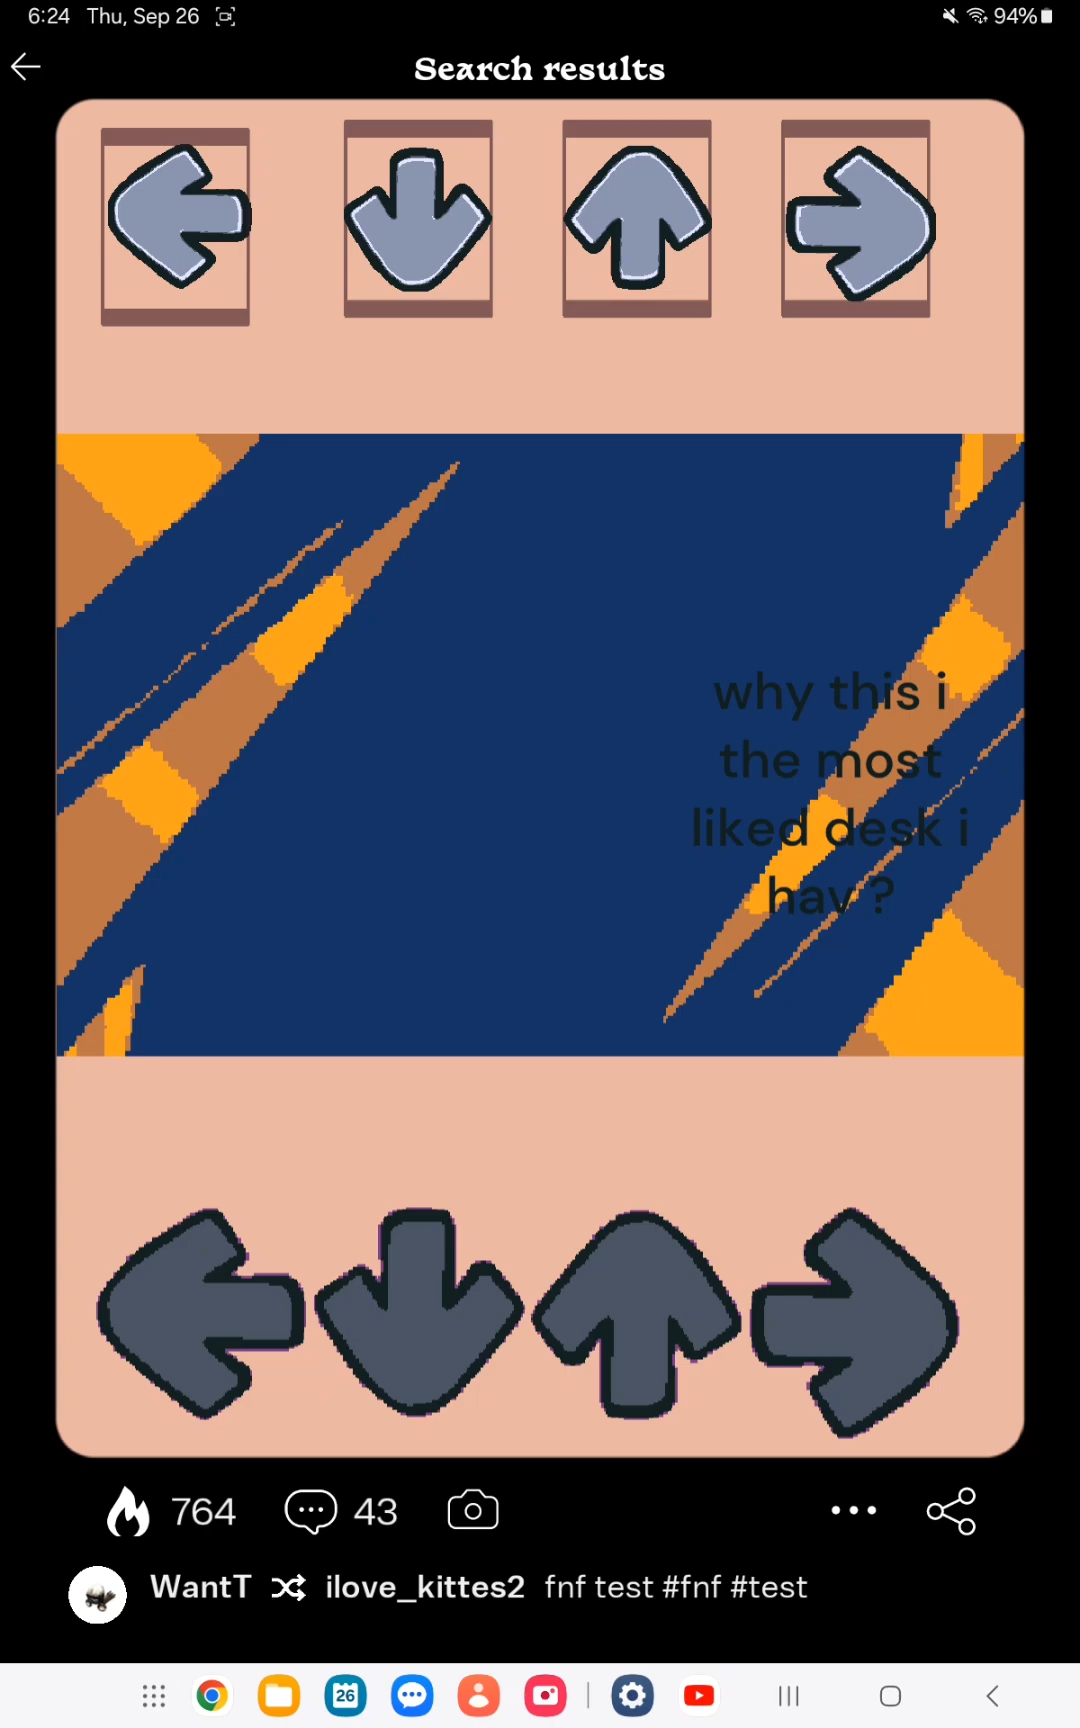 6:24 Thu, Sep 26 94%
Search results
why this i
the most
liked desk i
hav ?
764 43
WantT ilove_kittes2 fnf test #fnf #test
26